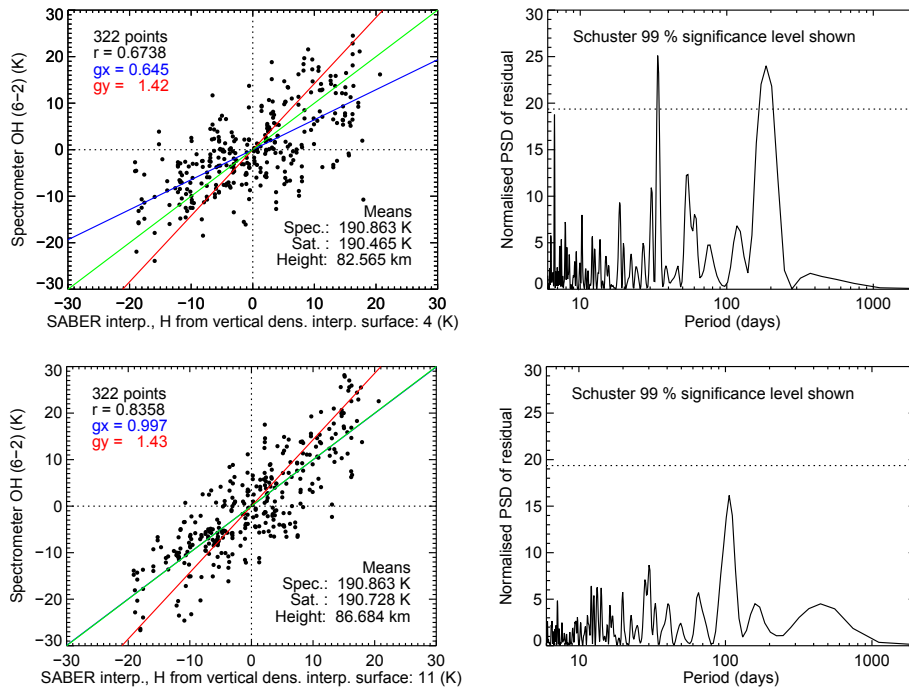 322 points
r = 0.6738
gx = 0.645
gy = 1.42
Means
Spec.: 190.863 K
Sat. : 190.465 K
Height: 82.565 km
Spectrometer OH (6−2) (K)
30
20
10
0
−10
−20
−30
−30 −20 −10 0 10 20 30
SABER interp., H from vertical dens. interp. surface: 4 (K)
Schuster 99 % significance level shown
Normalised PSD of residual
30
25
20
15
10
5
0
10 100 1000
Period (days)
322 points
r = 0.8358
gx = 0.997
gy = 1.43
Means
Spec.: 190.863 K
Sat. : 190.728 K
Height: 86.684 km
Spectrometer OH (6−2) (K)
30
20
10
0
−10
−20
−30
−30 −20 −10 0 10 20 30
SABER interp., H from vertical dens. interp. surface: 11 (K)
Schuster 99 % significance level shown
Normalised PSD of residual
30
25
20
15
10
5
0
10 100 1000
Period (days)